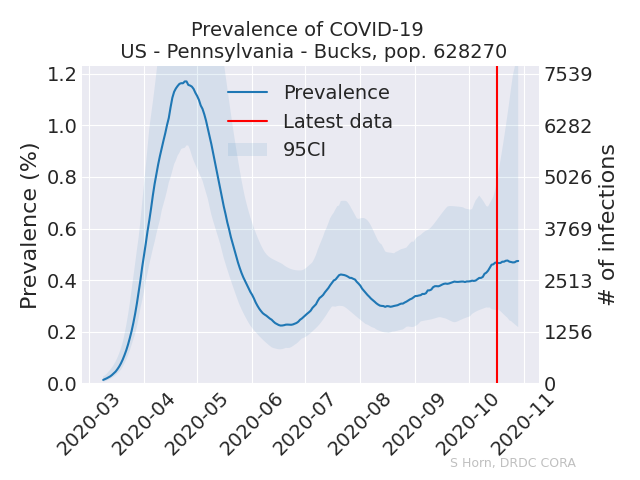 Prevalence of COVID-19
US - Pennsylvania - Bucks, pop. 628270
Prevalence (%)
1.2
1.0
0.8
0.6
0.4
0.2
0.0
Prevalence
Latest data
95CI
7539
6282
5026
3769
2513
1256
0
# of infections
2020-03
2020-04
2020-05
2020-06
2020-07
2020-08
2020-09
2020-10
2020-11
S Horn, DRDC CORA